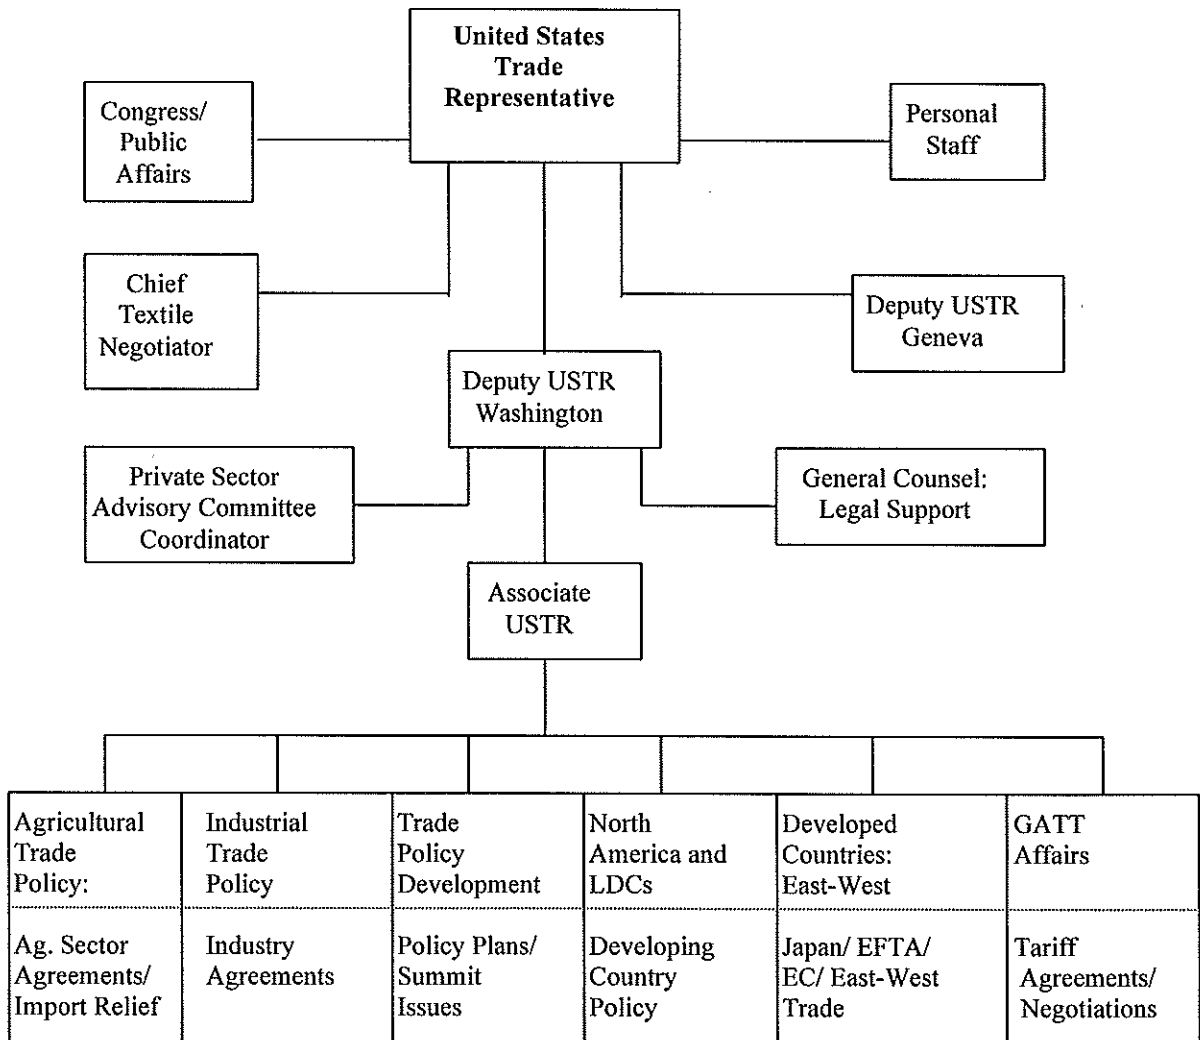 United States
Trade
Representative
Congress/
Public
Affairs
Personal
Staff
Chief
Textile
Negotiator
Deputy USTR
Geneva
Deputy USTR
Washington
Private Sector
Advisory Committee
Coordinator
General Counsel:
Legal Support
Associate
USTR
Agricultural
Trade
Policy:
Industrial
Trade
Policy
Trade
Policy
Development
North
America and
LDCs
Developed
Countries:
East-West
GATT
Affairs
Ag. Sector
Agreements/
Import Relief
Industry
Agreements
Policy Plans/
Summit
Issues
Developing
Country
Policy
Japan/ EFTA/
EC/ East-West
Trade
Tariff
Agreements/
Negotiations